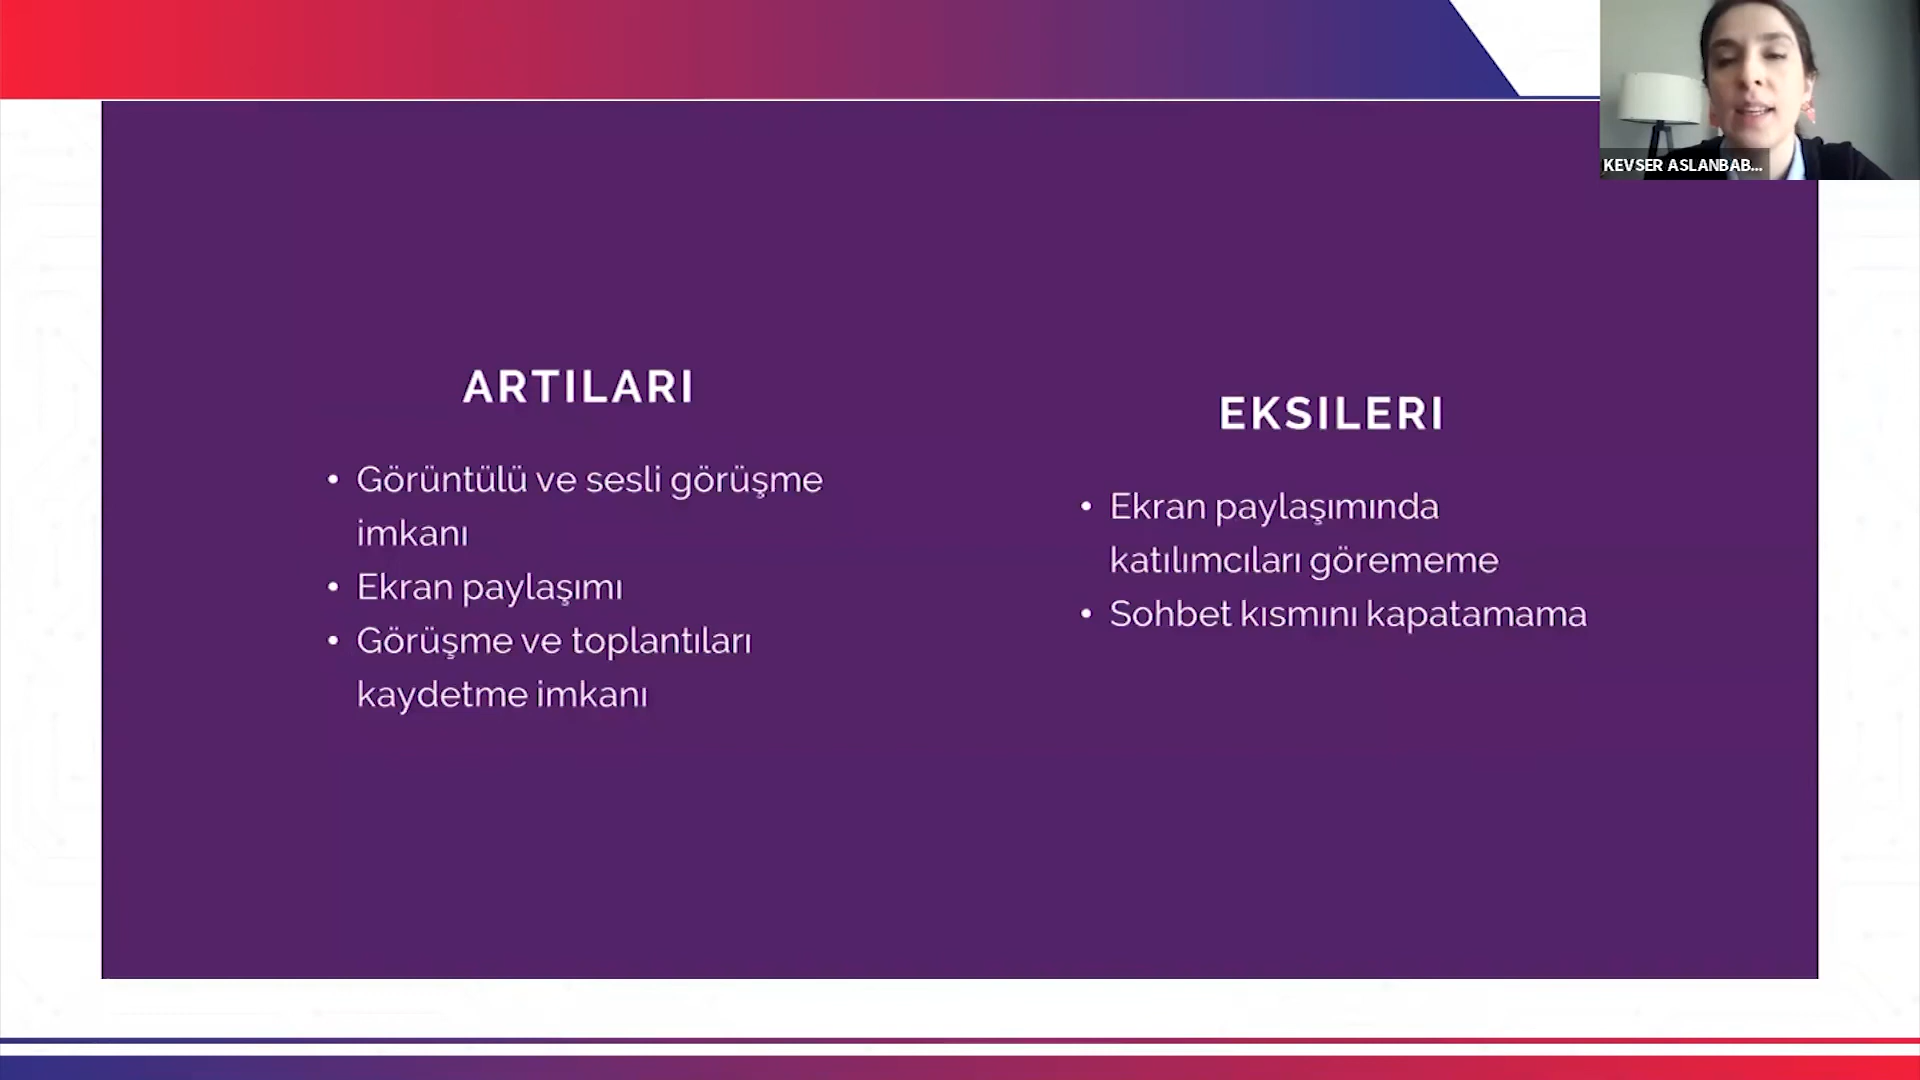 KEVSER ASLANBAB...
ARTILARI
• Görüntülü ve sesli görüşme
imkanı
• Ekran paylaşımı
• Görüşme ve toplantıları
kaydetme imkanı
EKSILERI
• Ekran paylaşımında
katılımcıları görememe
• Sohbet kısmını kapatamama